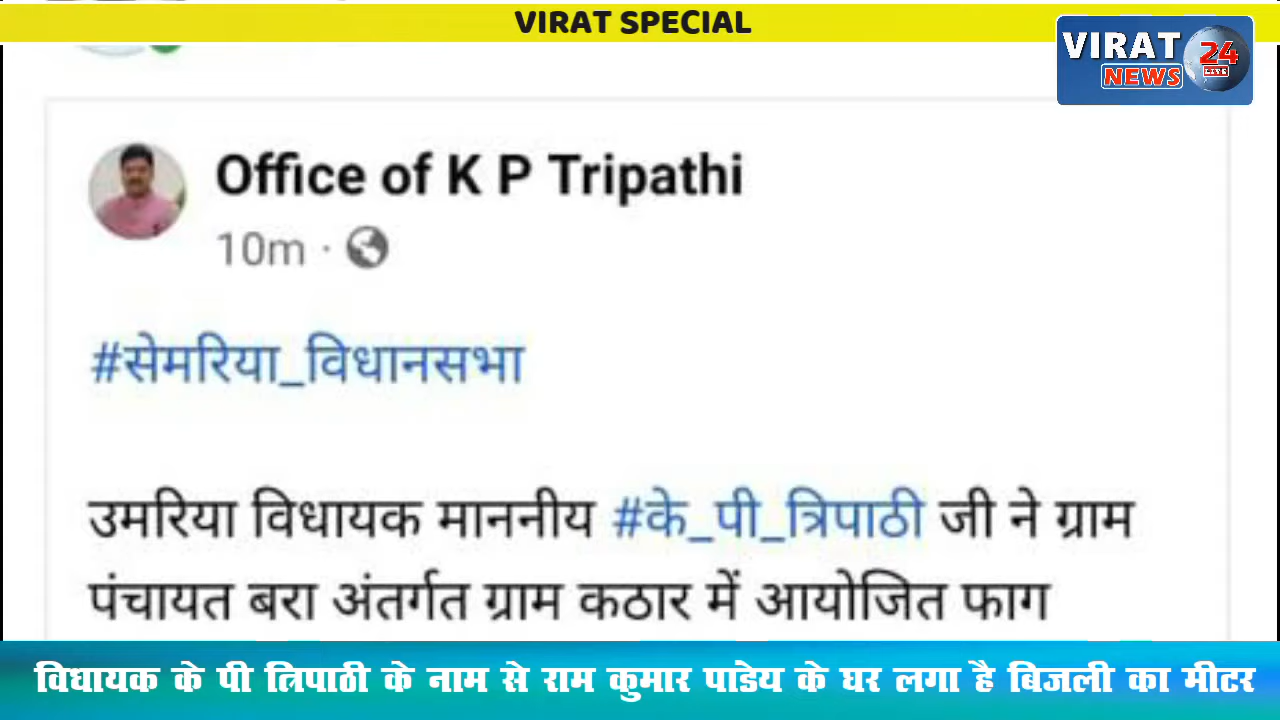 VIRAT SPECIAL
VIRAT
24
NEWS
LIVE
Office of K P Tripathi
10m ·
#सेमरिया_विधानसभा
उमरिया विधायक माननीय #के_पी_त्रिपाठी जी ने ग्राम
पंचायत बरा अंतर्गत ग्राम कठार में आयोजित फाग
विधायक के पी त्रिपाठी के नाम से राम कुमार पाडेय के घर लगा है बिजली का मीटर